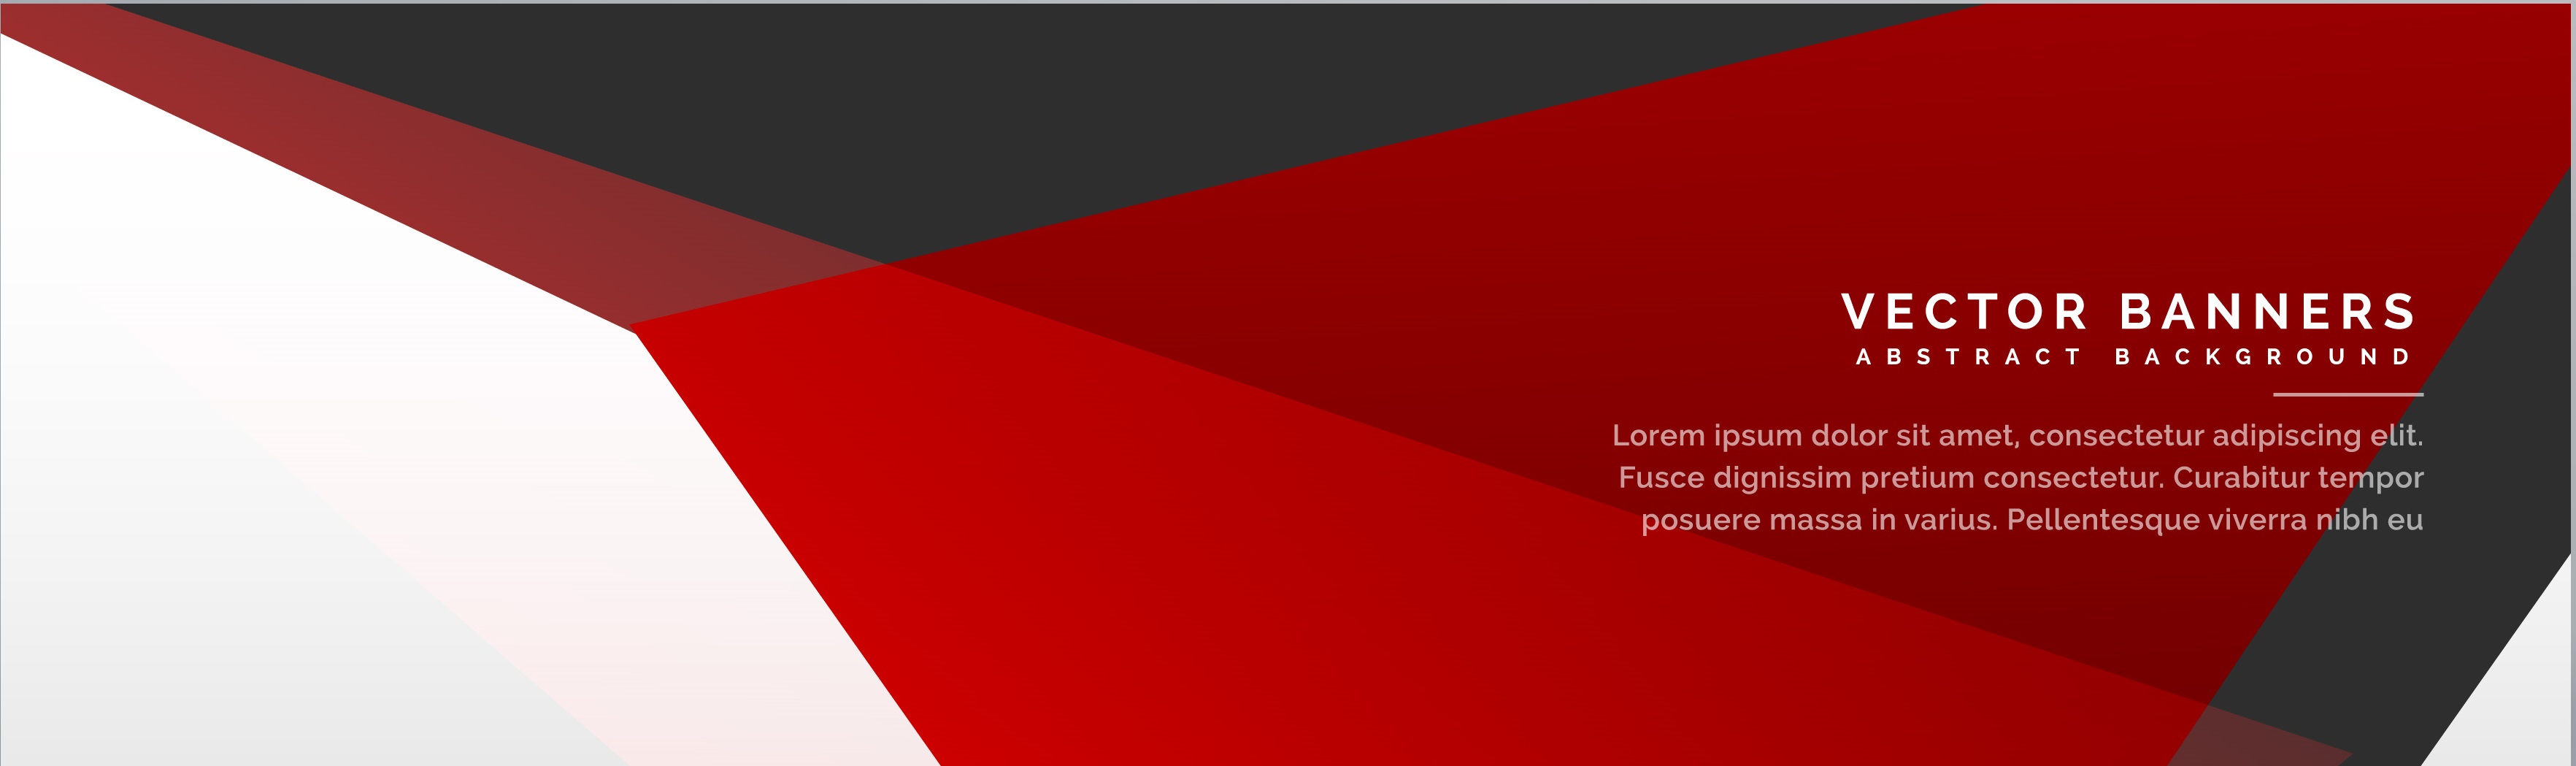 VECTOR BANNERS
ABSTRACT BACKGROUND
Lorem ipsum dolor sit amet, consectetur adipiscing elit.
Fusce dignissim pretium consectetur. Curabitur tempor
posuere massa in varius. Pellentesque viverra nibh eu